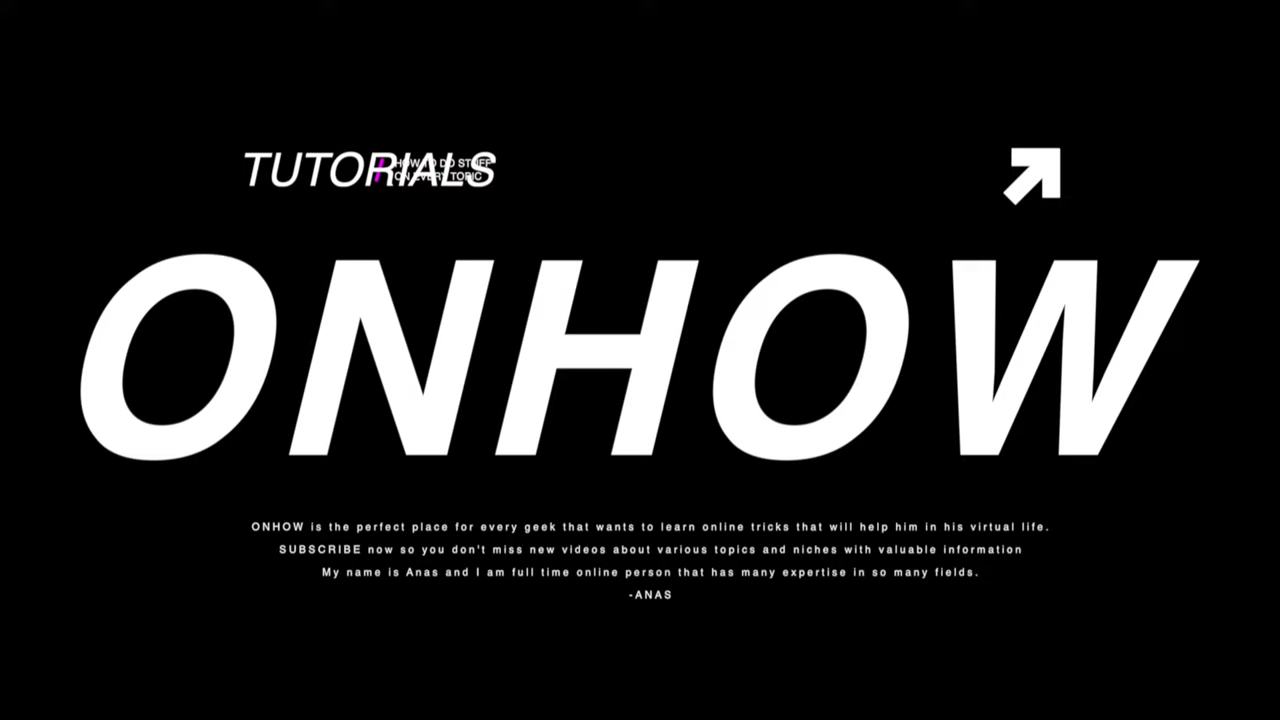 TUTORIALS
HOW TO DO STUFF
ON EVERY TOPIC
ONHOW
ONHOW is the perfect place for every geek that wants to learn online tricks that will help him in his virtual life.
SUBSCRIBE now so you don't miss new videos about various topics and niches with valuable information
My name is Anas and I am full time online person that has many expertise in so many fields.
-ANAS